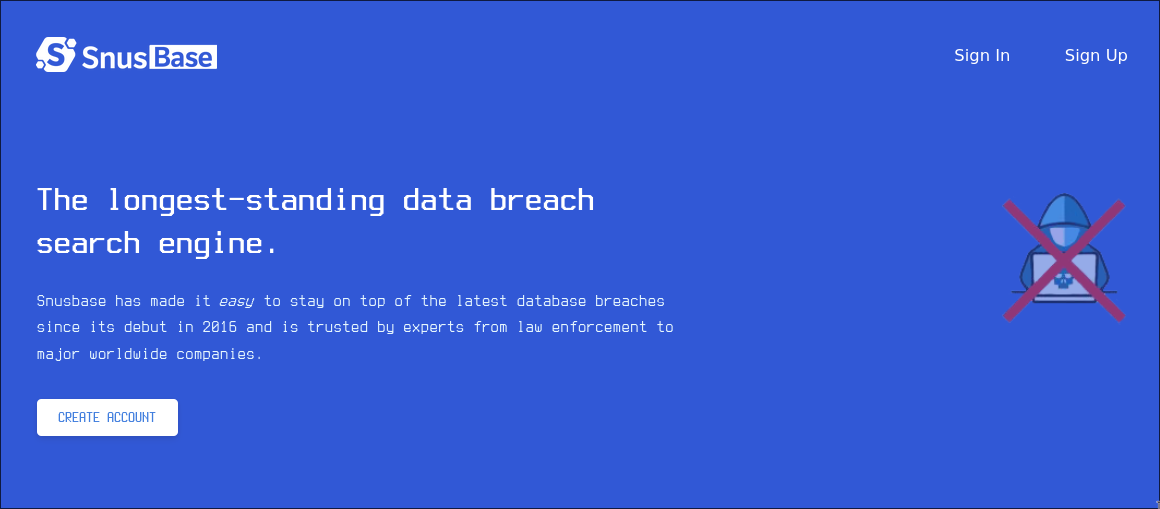 SnusBase
Sign In
Sign Up
The longest-standing data breach
search engine.
Snusbase has made it easy to stay on top of the latest database breaches
since its debut in 2016 and is trusted by experts from law enforcement to
major worldwide companies.
CREATE ACCOUNT